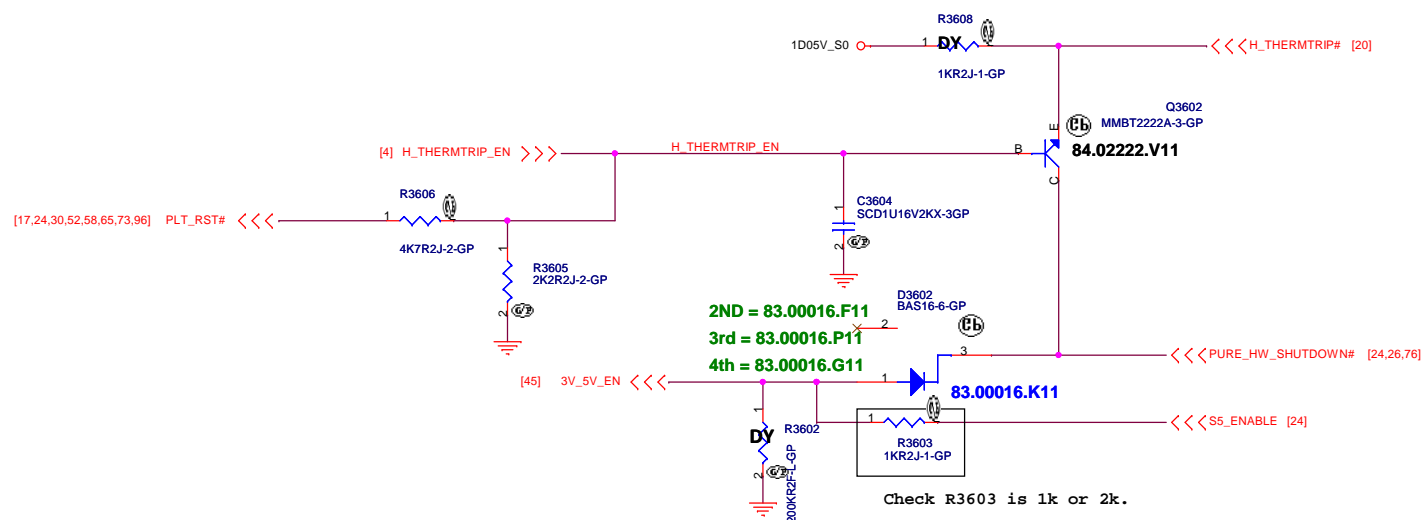 R3608
1D05V_S0
1
DY
1KR2J-1-GP
H_THERMTRIP# [20]
Q3602
MMBT2222A-3-GP
E
B
84.02222.V11
C
[4] H_THERMTRIP_EN
H_THERMTRIP_EN
R3606
[17,24,30,52,58,65,73,96] PLT_RST#
1
4K7R2J-2-GP
1
C3604
SCD1U16V2KX-3GP
2
1
R3605
2K2R2J-2-GP
2
D3602
BAS16-6-GP
2ND = 83.00016.F11
2
3rd = 83.00016.P11
3
PURE_HW_SHUTDOWN# [24,26,76]
4th = 83.00016.G11
[45] 3V_5V_EN
1
83.00016.K11
1
DY
R3602
200KR2F-L-GP
2
1
R3603
1KR2J-1-GP
S5_ENABLE [24]
Check R3603 is 1k or 2k.